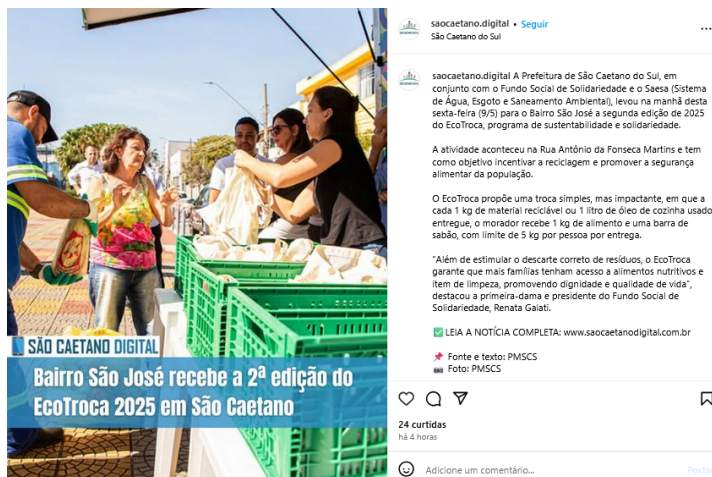 SÃO CAETANO DIGITAL
Bairro São José recebe a 2ª edição do
EcoTroca 2025 em São Caetano
saocaetano.digital • Seguir
São Caetano do Sul
saocaetano.digital A Prefeitura de São Caetano do Sul, em
conjunto com o Fundo Social de Solidariedade e o Saesa (Sistema
de Água, Esgoto e Saneamento Ambiental), levou na manhã desta
sexta-feira (9/5) para o Bairro São José a segunda edição de 2025
do EcoTroca, programa de sustentabilidade e solidariedade.
A atividade aconteceu na Rua Antônio da Fonseca Martins e tem
como objetivo incentivar a reciclagem e promover a segurança
alimentar da população.
O EcoTroca propõe uma troca simples, mas impactante, em que a
cada 1 kg de material reciclável ou 1 litro de óleo de cozinha usado
entregue, o morador recebe 1 kg de alimento e uma barra de
sabão, com limite de 5 kg por pessoa por entrega.
"Além de estimular o descarte correto de resíduos, o EcoTroca
garante que mais famílias tenham acesso a alimentos nutritivos e
item de limpeza, promovendo dignidade e qualidade de vida",
destacou a primeira-dama e presidente do Fundo Social de
Solidariedade, Renata Gaiati.
✅ LEIA A NOTÍCIA COMPLETA: www.saocaetanodigital.com.br
📌 Fonte e texto: PMSCS
📷 Foto: PMSCS
24 curtidas
há 4 horas
Adicione um comentário...
Postar